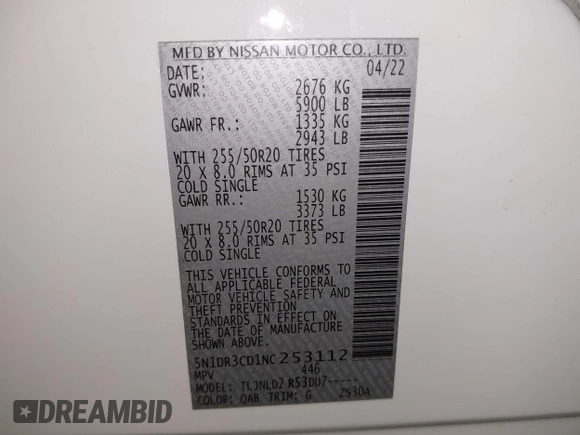 MFD BY NISSAN MOTOR CO., LTD.
DATE: 04/22
GVWR: 2676 KG
5900 LB
GAWR FR.: 1335 KG
2943 LB
WITH 255/50R20 TIRES
20 X 8.0 RIMS AT 35 PSI
COLD SINGLE
GAWR RR.: 1530 KG
3373 LB
WITH 255/50R20 TIRES
20 X 8.0 RIMS AT 35 PSI
COLD SINGLE
THIS VEHICLE CONFORMS TO
ALL APPLICABLE FEDERAL
MOTOR VEHICLE SAFETY AND
THEFT PREVENTION
STANDARDS IN EFFECT ON
THE DATE OF MANUFACTURE
SHOWN ABOVE.
5N1DR3CD1NC253112
MPV 446
MODEL: TLJNLD2 R53DU7-----
COLOR: QAB TRIM: G 2S30A
DREAMBID